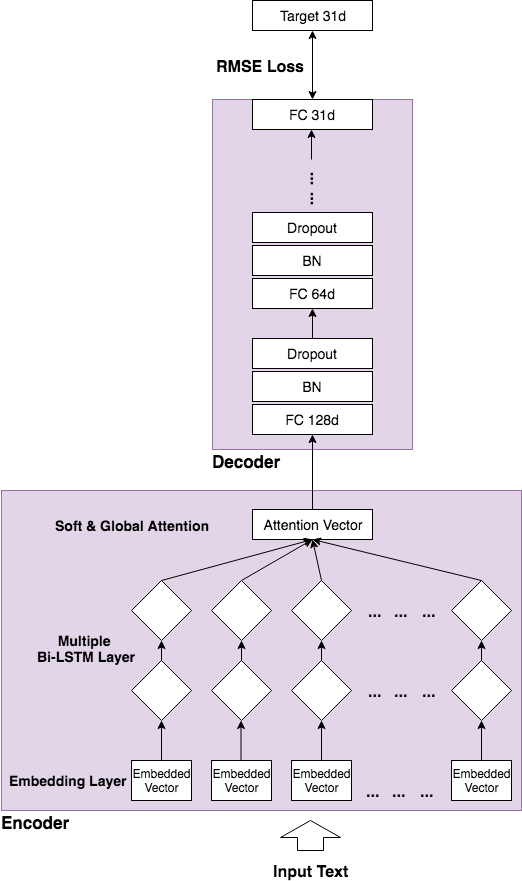 Target 31d
RMSE Loss
FC 31d
Dropout
BN
FC 64d
Dropout
BN
FC 128d
Decoder
Soft & Global Attention
Attention Vector
... ... ...
Multiple
Bi-LSTM Layer
... ... ...
Embedding Layer
Embedded
Vector
Embedded
Vector
Embedded
Vector
... ... ...
Embedded
Vector
Encoder
Input Text